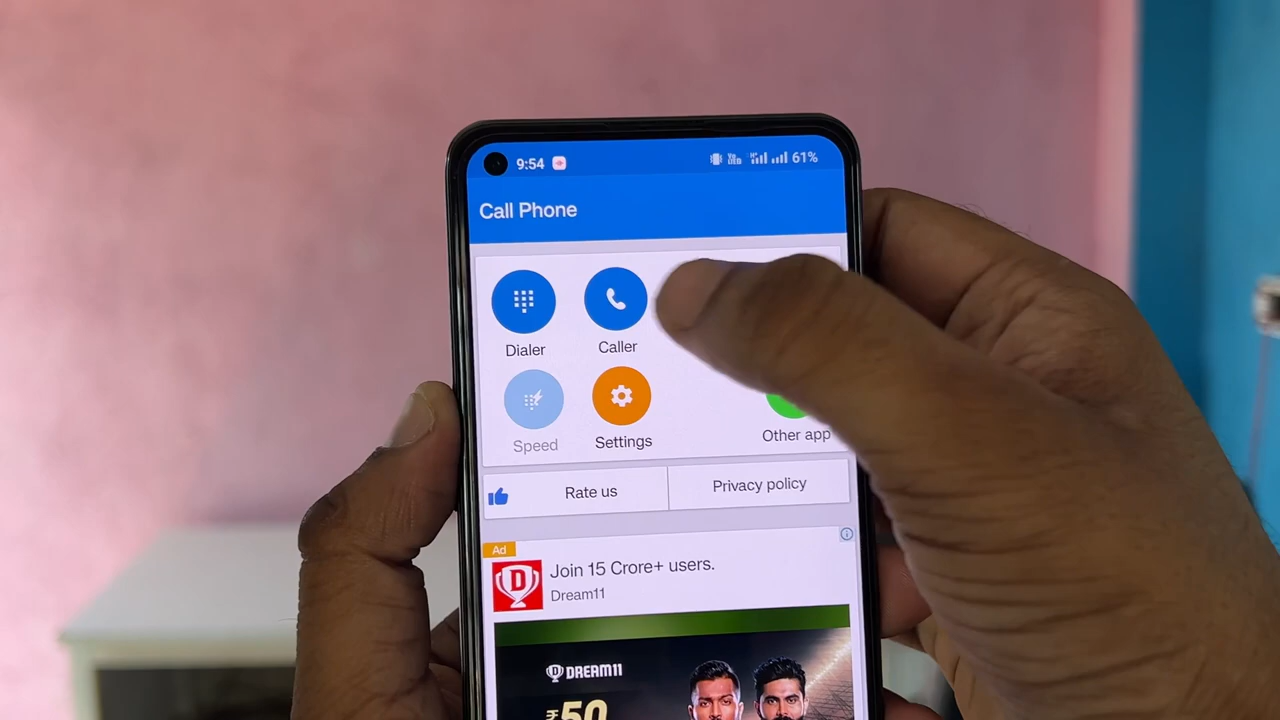 9:54 61%
Call Phone
Dialer Caller
Speed Settings Other app
Rate us Privacy policy
Ad
Join 15 Crore+ users.
Dream11
D DREAM11
₹50